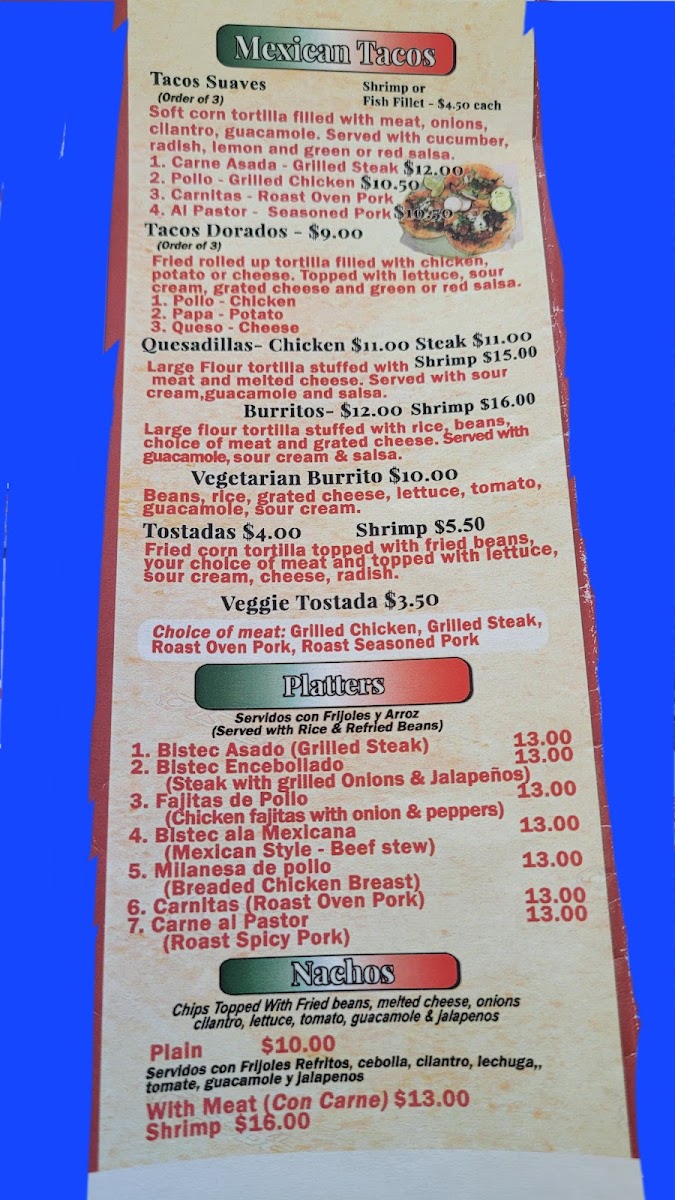 Mexican Tacos
Tacos Suaves
(Order of 3)
Shrimp or
Fish Fillet - $4.50 each
Soft corn tortilla filled with meat, onions,
cilantro, guacamole. Served with cucumber,
radish, lemon and green or red salsa.
1. Carne Asada - Grilled Steak $12.00
2. Pollo - Grilled Chicken $10.50
3. Carnitas - Roast Oven Pork
4. Al Pastor - Seasoned Pork $10.50
Tacos Dorados - $9.00
(Order of 3)
Fried rolled up tortilla filled with chicken,
potato or cheese. Topped with lettuce, sour
cream, grated cheese and green or red salsa.
1. Pollo - Chicken
2. Papa - Potato
3. Queso - Cheese
Quesadillas- Chicken $11.00 Steak $11.00
Large Flour tortilla stuffed with Shrimp $15.00
meat and melted cheese. Served with sour
cream,guacamole and salsa.
Burritos- $12.00 Shrimp $16.00
Large flour tortilla stuffed with rice, beans,
choice of meat and grated cheese. Served with
guacamole, sour cream & salsa.
Vegetarian Burrito $10.00
Beans, rice, grated cheese, lettuce, tomato,
guacamole, sour cream.
Tostadas $4.00 Shrimp $5.50
Fried corn tortilla topped with fried beans,
your choice of meat and topped with lettuce,
sour cream, cheese, radish.
Veggie Tostada $3.50
Choice of meat: Grilled Chicken, Grilled Steak,
Roast Oven Pork, Roast Seasoned Pork
Platters
Servidos con Frijoles y Arroz
(Served with Rice & Refried Beans)
1. Bistec Asado (Grilled Steak) 13.00
2. Bistec Encebollado 13.00
(Steak with grilled Onions & Jalapeños)
3. Fajitas de Pollo 13.00
(Chicken fajitas with onion & peppers)
4. Bistec ala Mexicana 13.00
(Mexican Style - Beef stew)
5. Milanesa de pollo 13.00
(Breaded Chicken Breast)
6. Carnitas (Roast Oven Pork) 13.00
7. Carne al Pastor 13.00
(Roast Spicy Pork)
Nachos
Chips Topped With Fried beans, melted cheese, onions
cilantro, lettuce, tomato, guacamole & jalapenos
Plain $10.00
Servidos con Frijoles Refritos, cebolla, cilantro, lechuga,,
tomate, guacamole y jalapenos
With Meat (Con Carne) $13.00
Shrimp $16.00